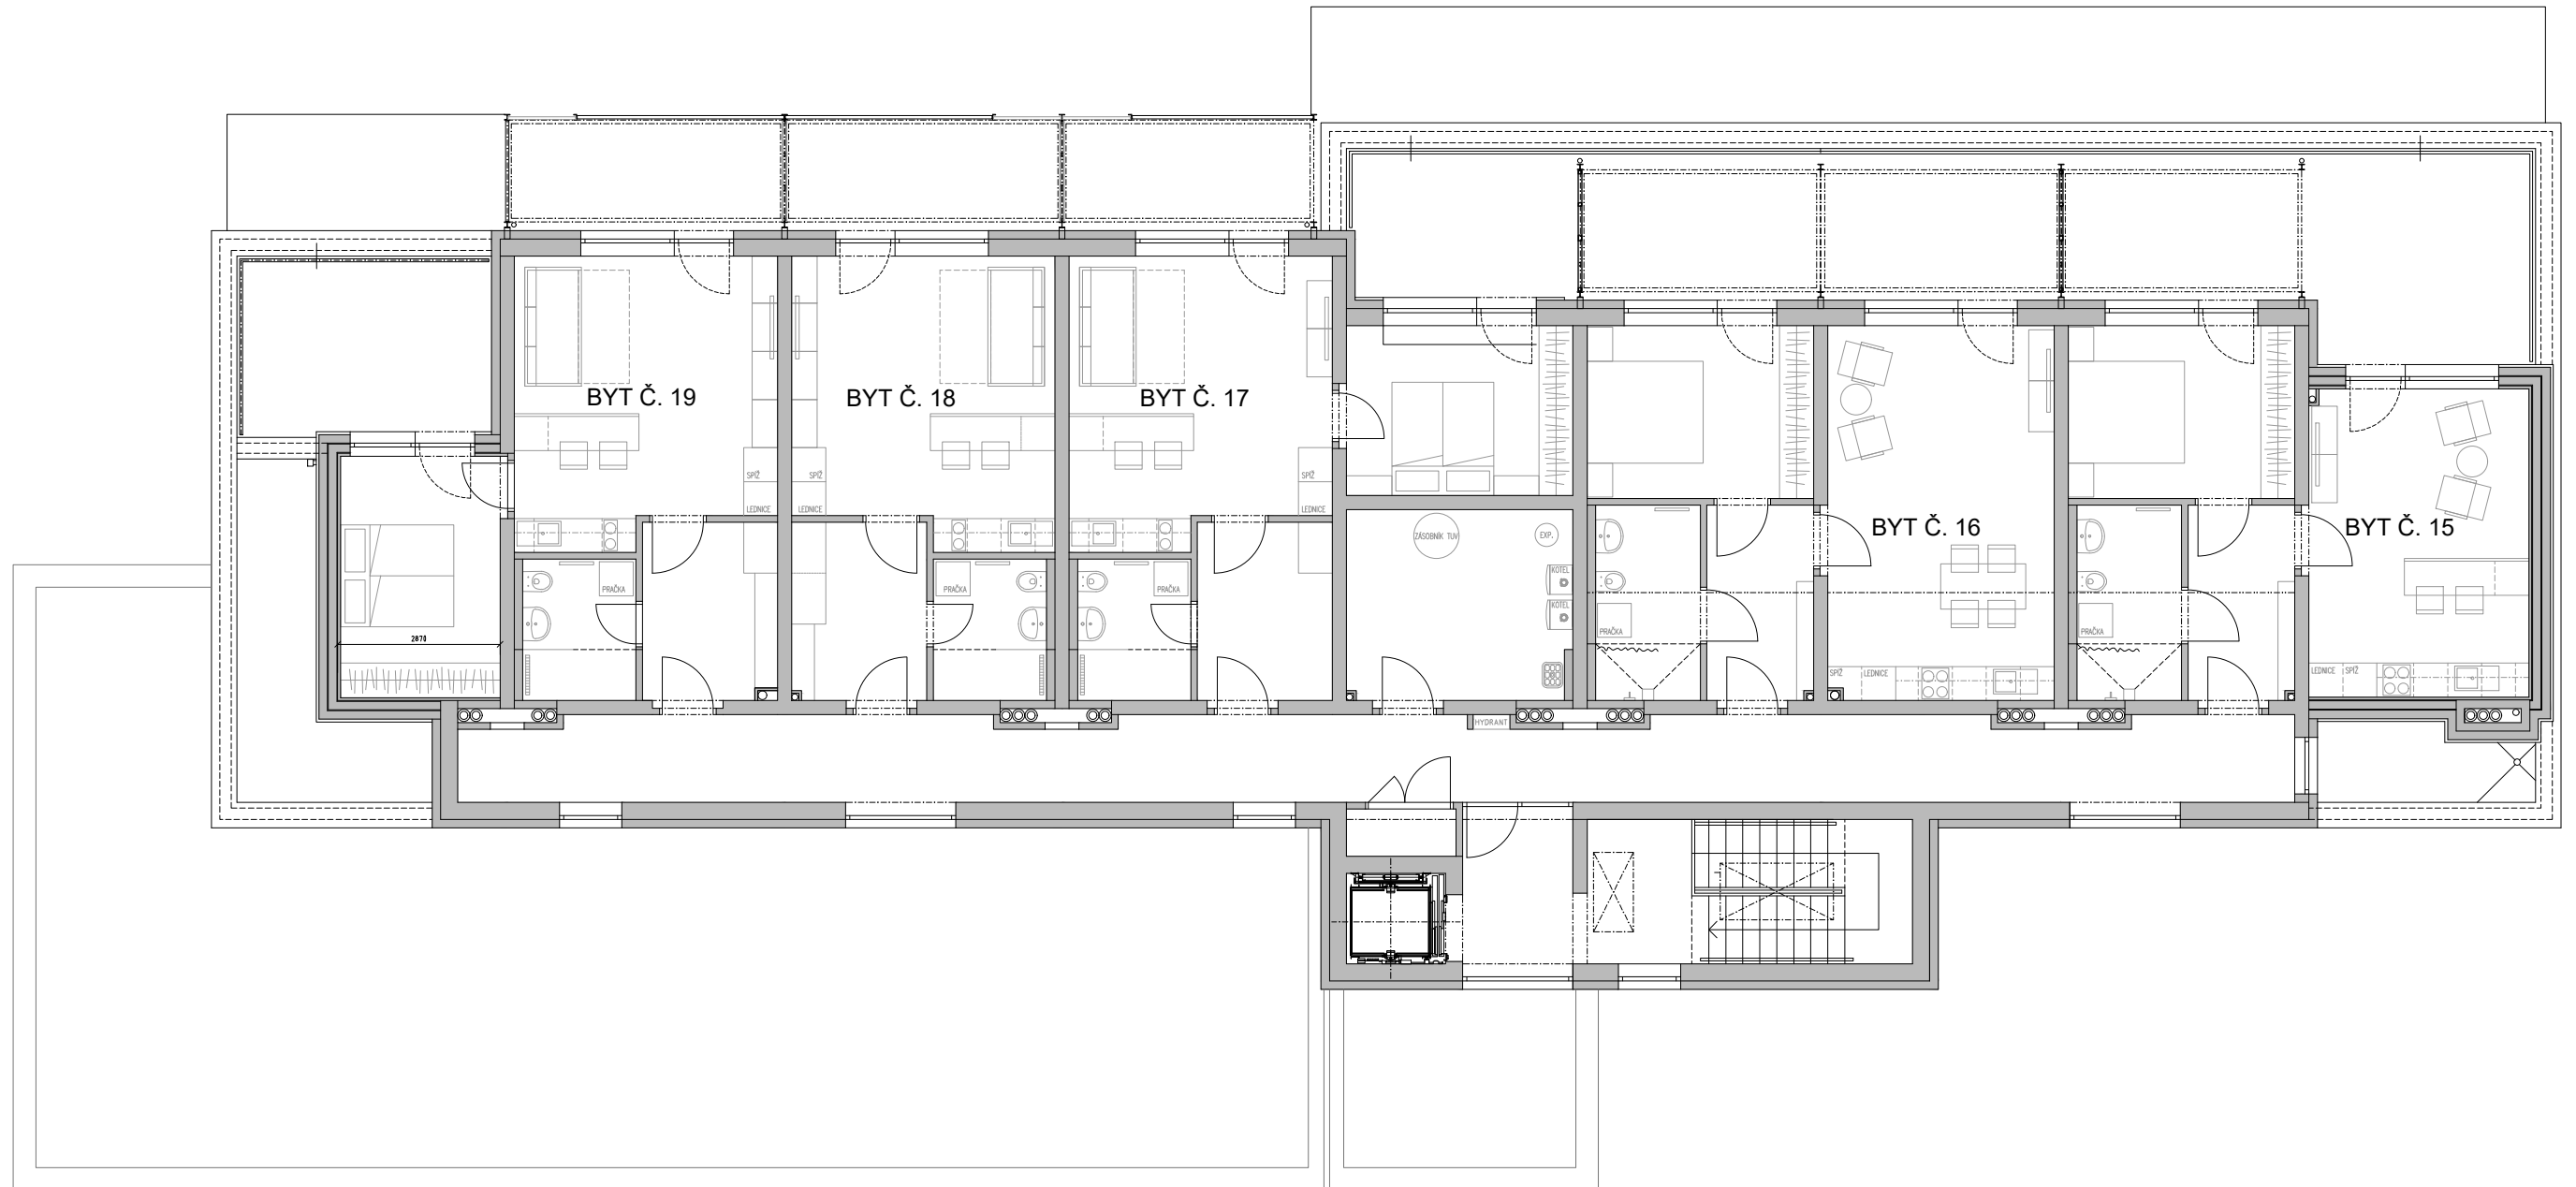 BYT Č. 19
BYT Č. 18
BYT Č. 17
BYT Č. 16
BYT Č. 15
SPÍŽ
LEDNICE
SPÍŽ
LEDNICE
SPÍŽ
LEDNICE
ZÁSOBNÍK TUV
EXP.
KOTEL
KOTEL
PRAČKA
PRAČKA
PRAČKA
PRAČKA
PRAČKA
2870
SPÍŽ
LEDNICE
LEDNICE
SPÍŽ
HYDRANT